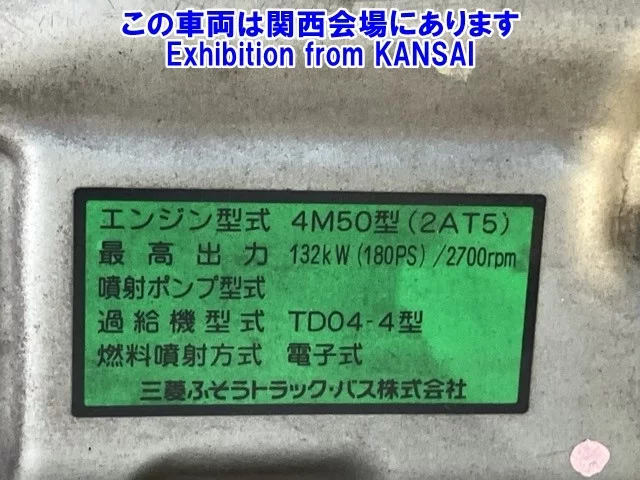 この車両は関西会場にあります
Exhibition from KANSAI
エンジン型式 4M50型(2AT5)
最高出力 132kW(180PS)/2700rpm
噴射ポンプ型式
過給機型式 TD04-4型
燃料噴射方式 電子式
三菱ふそうトラック・バス株式会社